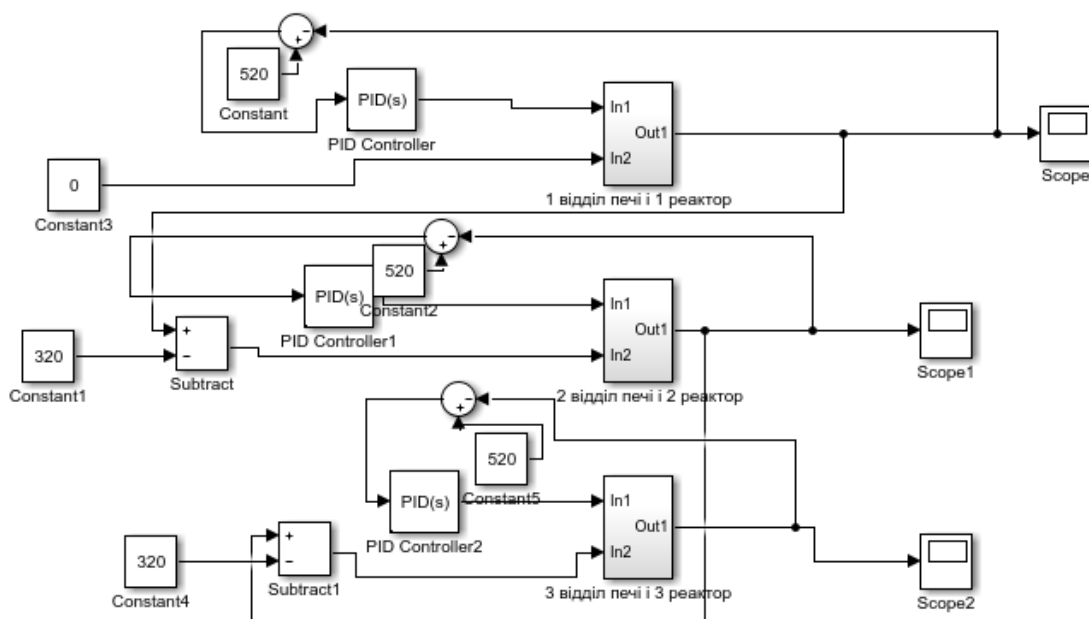 520
Constant
PID(s)
PID Controller
In1
Out1
In2
1 відділ печі і 1 реактор
Scope
0
Constant3
520
Constant2
PID(s)
PID Controller1
In1
Out1
In2
2 відділ печі і 2 реактор
320
Constant1
Subtract
Scope1
520
Constant5
PID(s)
PID Controller2
In1
Out1
In2
3 відділ печі і 3 реактор
320
Constant4
Subtract1
Scope2